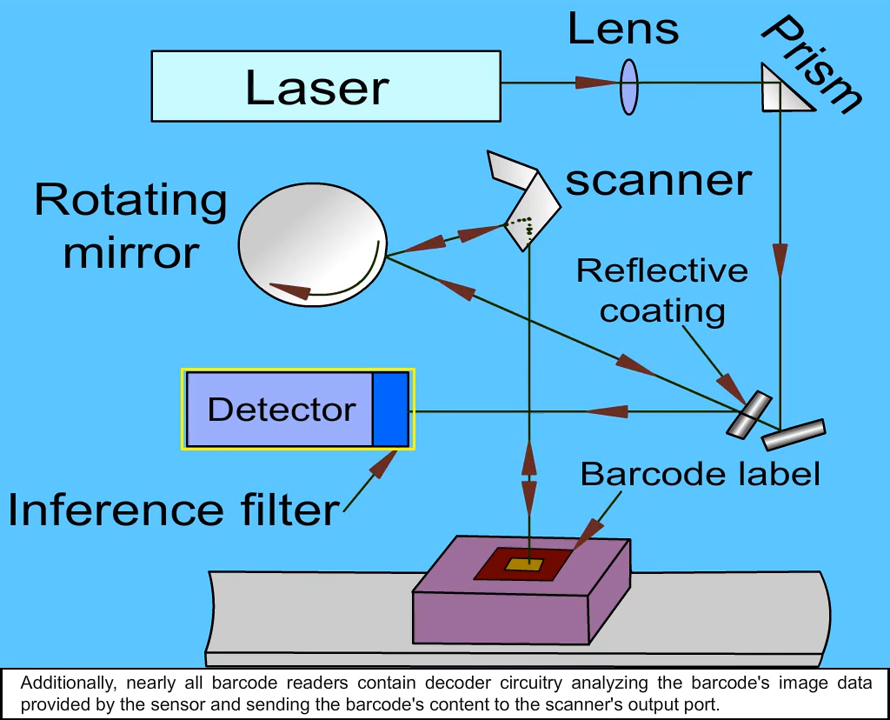 Lens
Prism
Laser
scanner
Rotating
mirror
Reflective
coating
Detector
Barcode label
Inference filter
Additionally, nearly all barcode readers contain decoder circuitry analyzing the barcode's image data
provided by the sensor and sending the barcode's content to the scanner's output port.